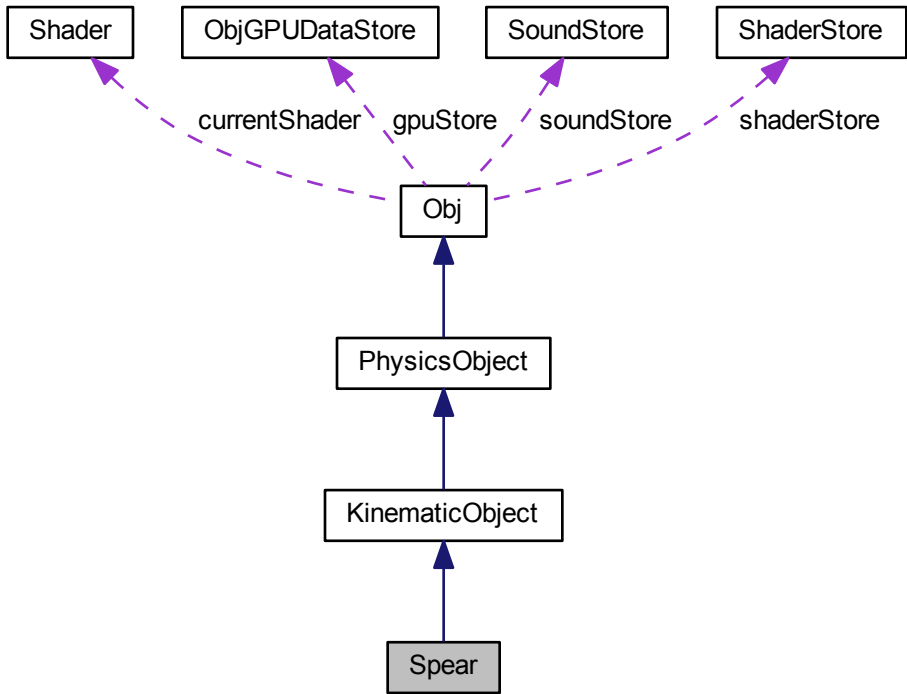 Shader ObjGPUDataStore SoundStore ShaderStore
currentShader gpuStore soundStore shaderStore
Obj
PhysicsObject
KinematicObject
Spear